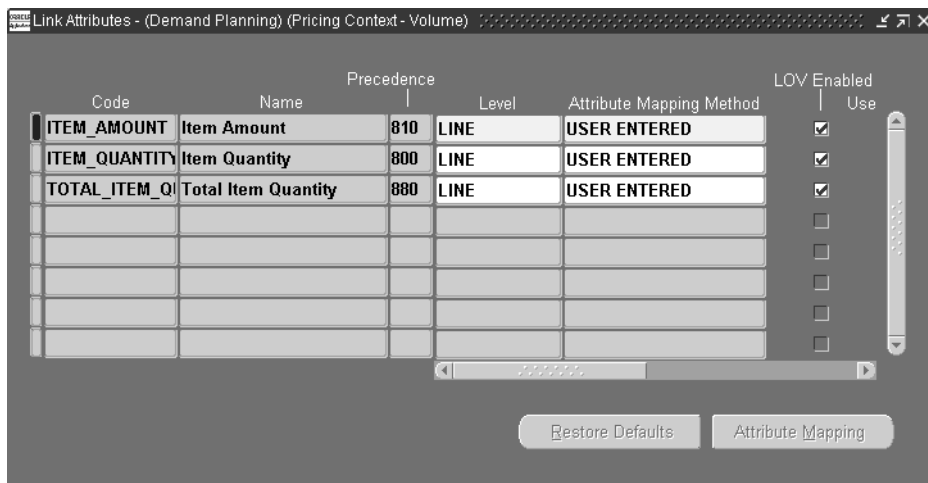 Link Attributes - (Demand Planning) (Pricing Context - Volume)
Precedence LOV Enabled
Code Name Level Attribute Mapping Method Use
ITEM_AMOUNT Item Amount 810 LINE USER ENTERED
ITEM_QUANTITY Item Quantity 800 LINE USER ENTERED
TOTAL_ITEM_QU Total Item Quantity 880 LINE USER ENTERED
Restore Defaults Attribute Mapping